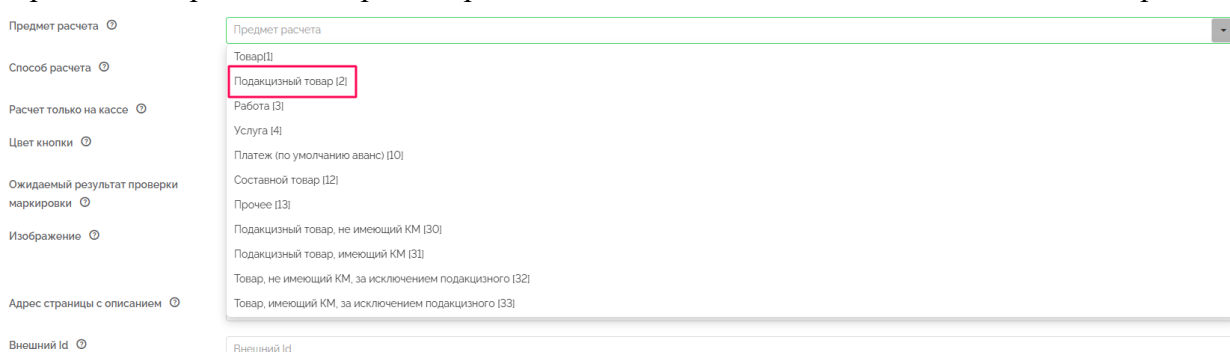 Предмет расчета
Предмет расчета
Товар[1]
Способ расчета
Подакцизный товар [2]
Расчет только на кассе
Работа [3]
Услуга [4]
Цвет кнопки
Платеж (по умолчанию аванс) [10]
Ожидаемый результат проверки
маркировки
Составной товар [12]
Прочее [13]
Изображение
Подакцизный товар, не имеющий КМ [30]
Подакцизный товар, имеющий КМ [31]
Товар, не имеющий КМ, за исключением подакцизного [32]
Адрес страницы с описанием
Товар, имеющий КМ, за исключением подакцизного [33]
Внешний Id
Внешний Id